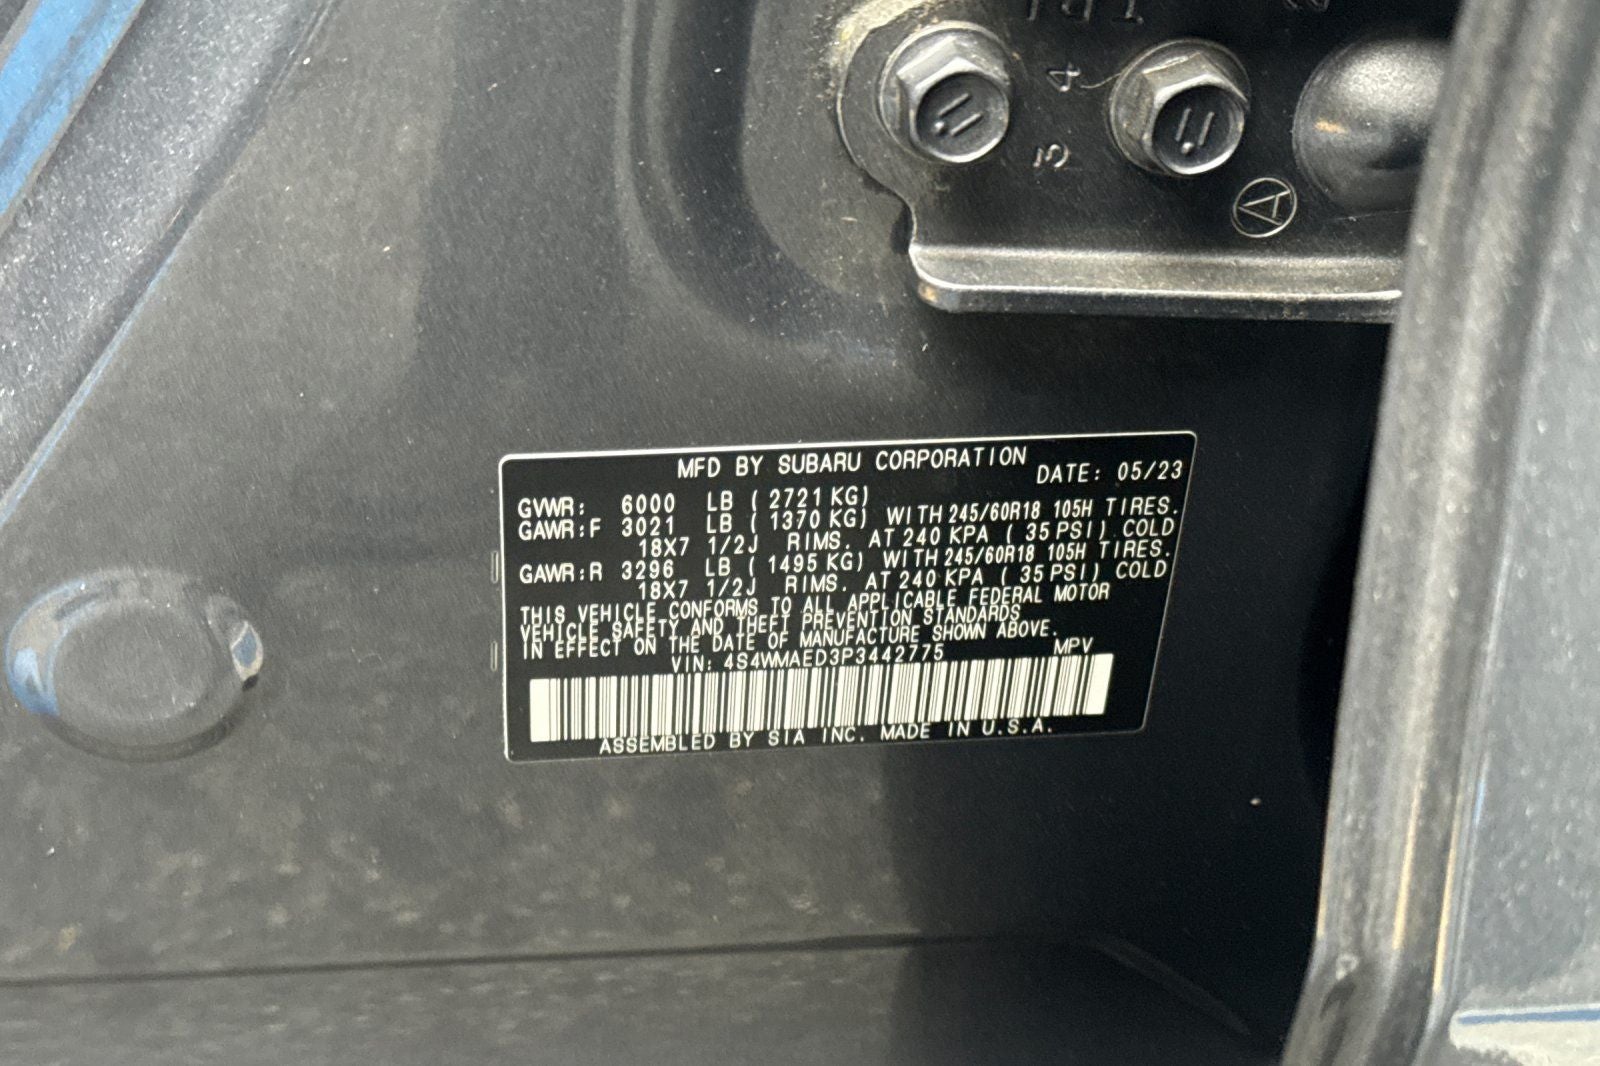 4
3
A
MFD BY SUBARU CORPORATION DATE: 05/23
GVWR: 6000 LB ( 2721 KG)
GAWR:F 3021 LB ( 1370 KG) WITH 245/60R18 105H TIRES.
18X7 1/2J RIMS. AT 240 KPA ( 35 PSI) COLD
GAWR:R 3296 LB ( 1495 KG) WITH 245/60R18 105H TIRES.
18X7 1/2J RIMS. AT 240 KPA ( 35 PSI) COLD
THIS VEHICLE CONFORMS TO ALL APPLICABLE FEDERAL MOTOR
VEHICLE SAFETY AND THEFT PREVENTION STANDARDS
IN EFFECT ON THE DATE OF MANUFACTURE SHOWN ABOVE.
VIN: 4S4WMAED3P3442775 MPV
ASSEMBLED BY SIA INC. MADE IN U.S.A.